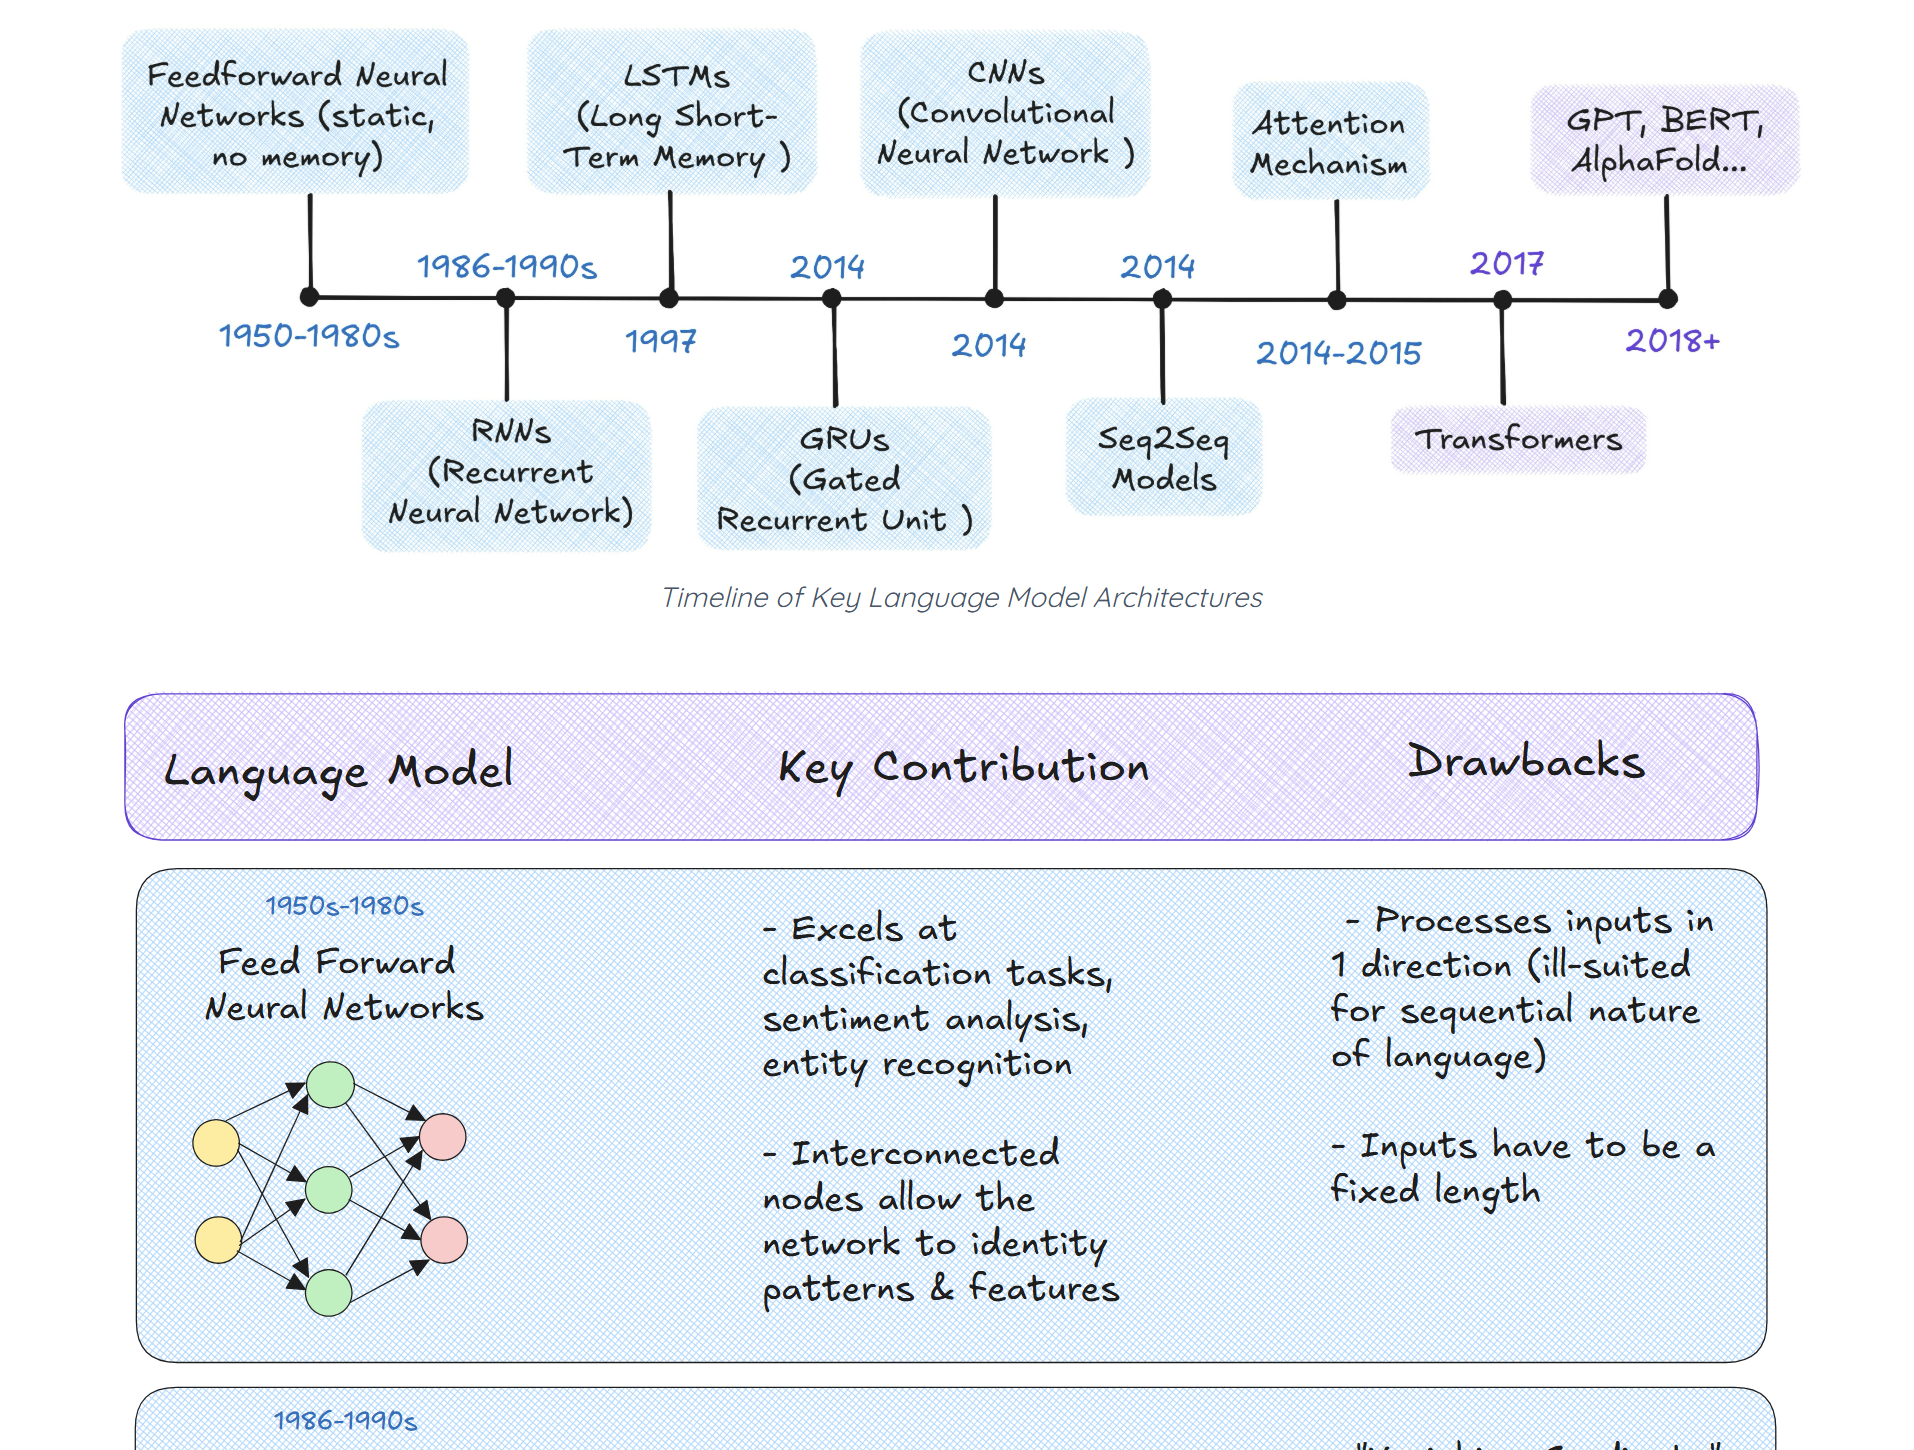 Feedforward Neural
Networks (static,
no memory)
LSTMs
(Long Short-
Term Memory )
CNNs
(Convolutional
Neural Network )
Attention
Mechanism
GPT, BERT,
AlphaFold...
1986-1990s
2014
2014
2017
1950-1980s
1997
2014
2014-2015
2018+
RNNs
(Recurrent
Neural Network)
GRUs
(Gated
Recurrent Unit )
Seq2Seq
Models
Transformers
Timeline of Key Language Model Architectures
Language Model
Key Contribution
Drawbacks
1950s-1980s
Feed Forward
Neural Networks
- Excels at
classification tasks,
sentiment analysis,
entity recognition
- Interconnected
nodes allow the
network to identity
patterns & features
- Processes inputs in
1 direction (ill-suited
for sequential nature
of language)
- Inputs have to be a
fixed length
1986-1990s